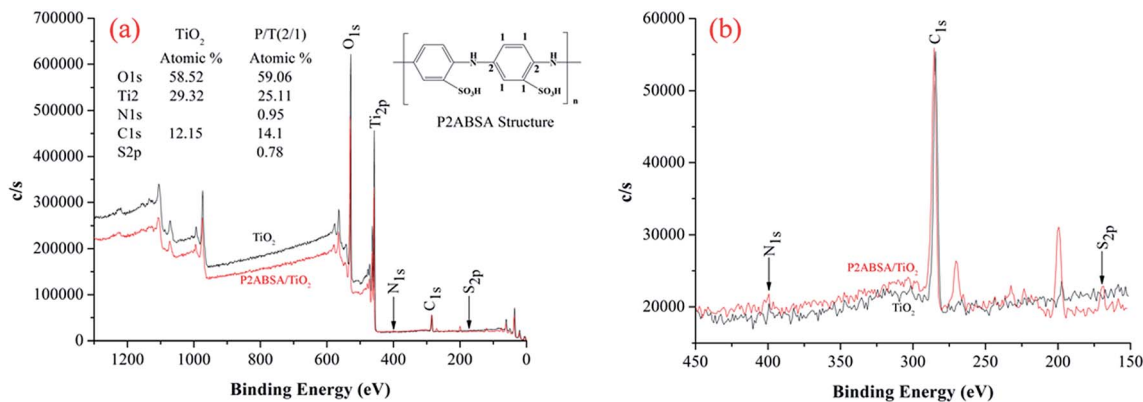 (a)
TiO2 P/T(2/1)
Atomic % Atomic %
O1s 58.52 59.06
Ti2 29.32 25.11
N1s 0.95
C1s 12.15 14.1
S2p 0.78
O1s
Ti2p
N1s
C1s
S2p
TiO2
P2ABSA/TiO2
1 1 H H
N N
2 2
1 1
SO3H SO3H
n
P2ABSA Structure
700000
600000
500000
400000
300000
200000
100000
0
c/s
1200 1000 800 600 400 200 0
Binding Energy (eV)
(b)
C1s
N1s
S2p
P2ABSA/TiO2
TiO2
60000
50000
40000
30000
20000
c/s
450 400 350 300 250 200 150
Binding Energy (eV)